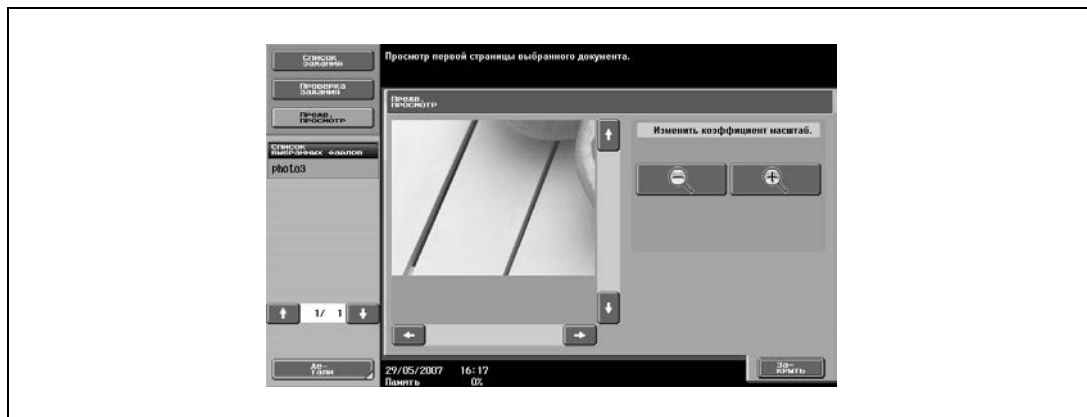 Список
задания
Проверка
задания
Предв.
просмотр
Список
выбранных файлов
photo3
1/ 1
Де-
тали
Просмотр первой страницы выбранного документа.
Предв.
просмотр
Изменить коэффициент масштаб.
29/05/2007 16:17
Память 0%
За-
крыть